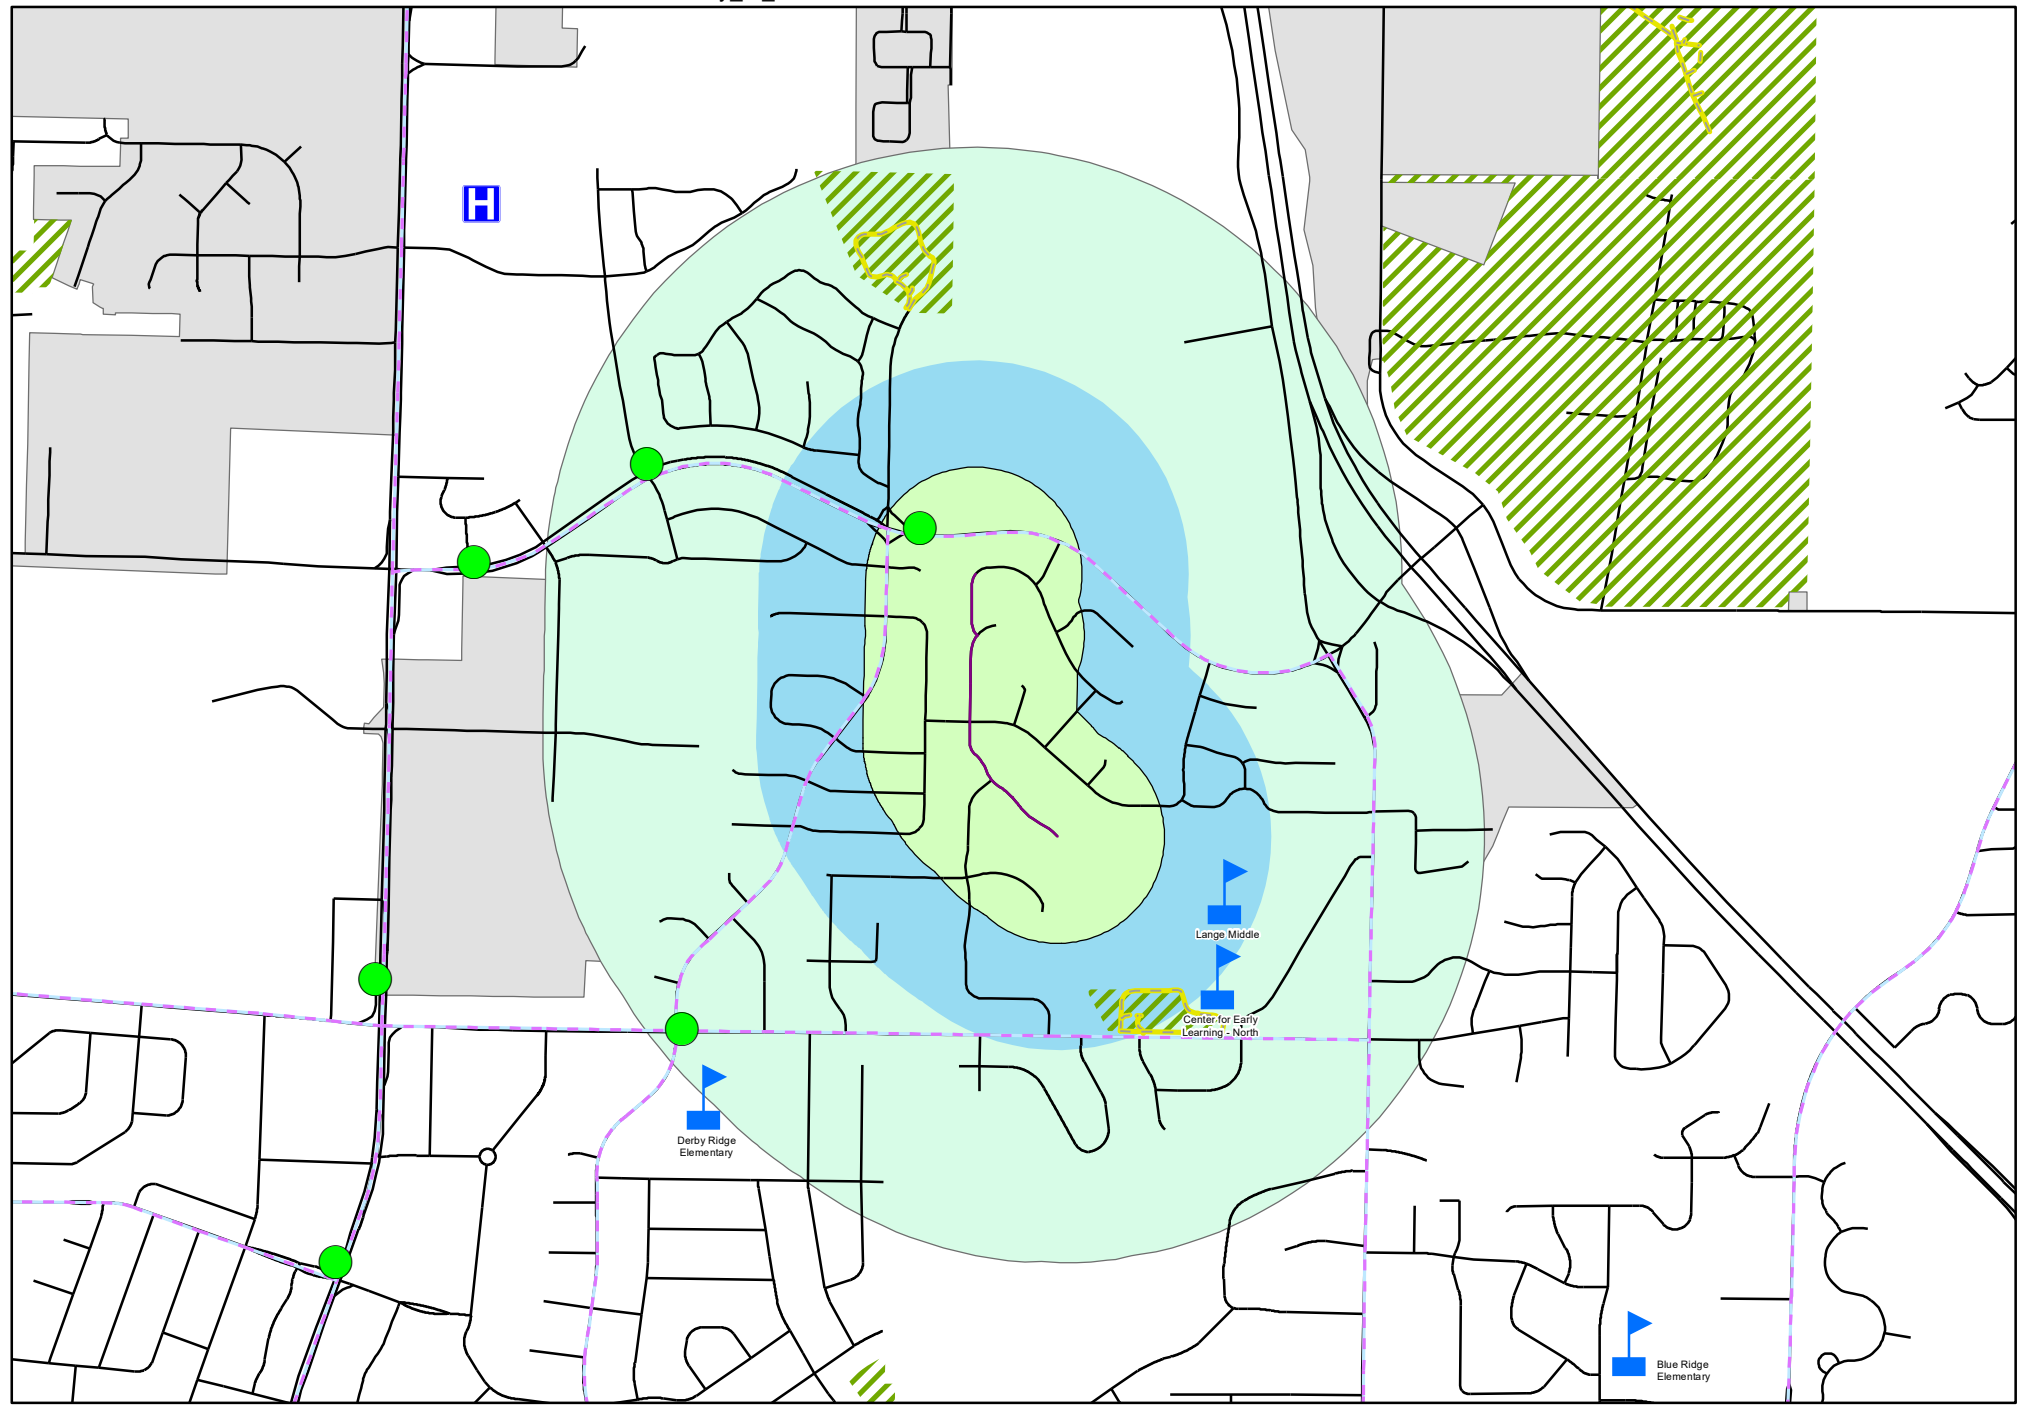 H
Lange Middle
Center for Early
Learning - North
Derby Ridge
Elementary
Blue Ridge
Elementary